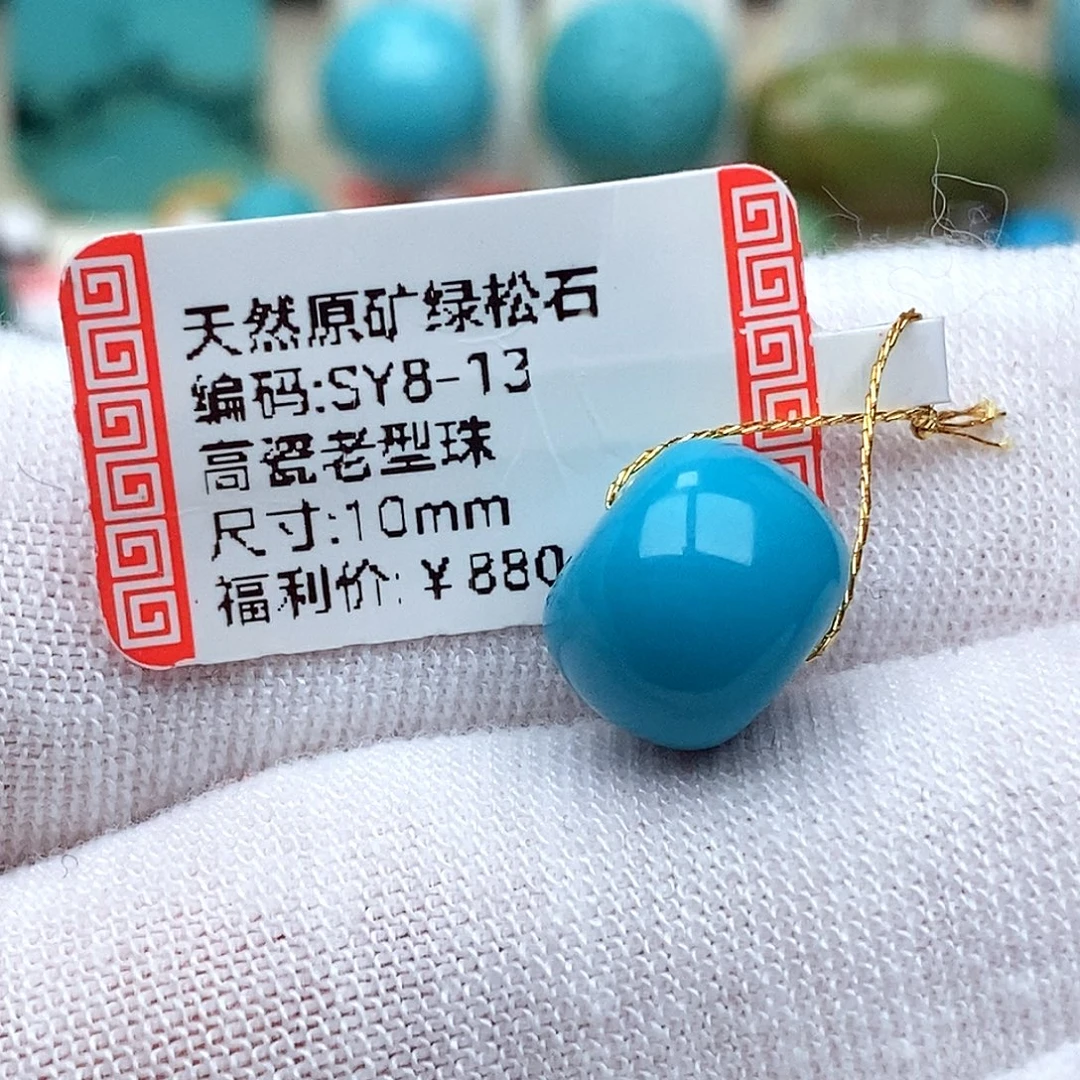 天然原矿绿松石
编码:SY8-13
高瓷老型珠
尺寸:10mm
福利价:￥880